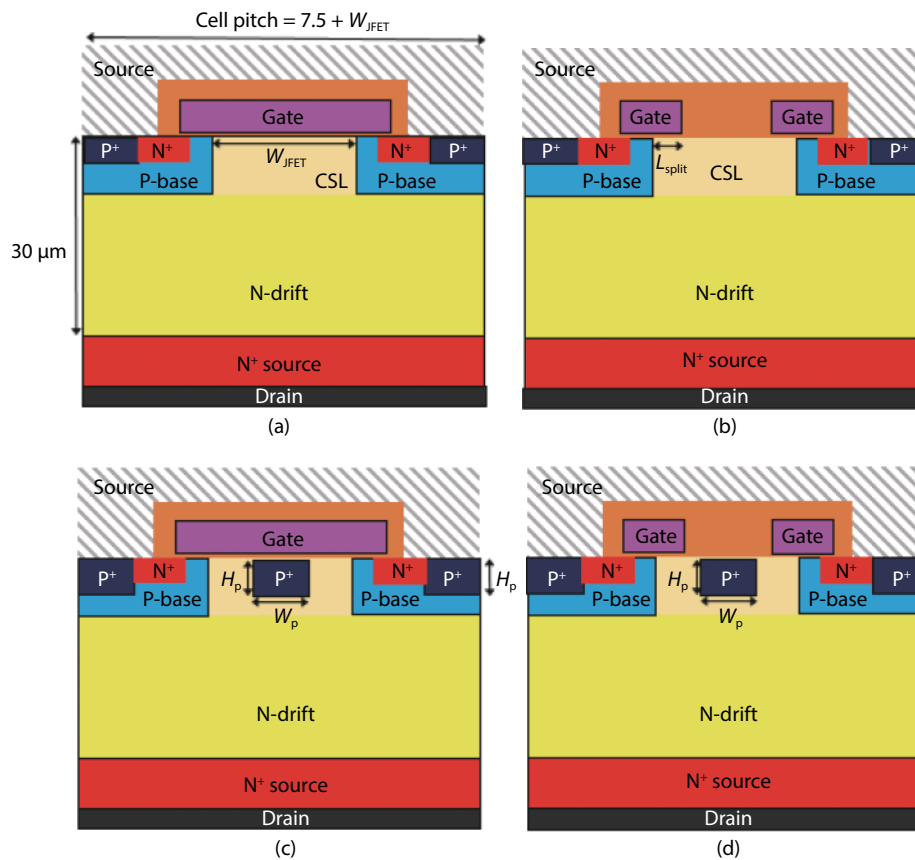 Cell pitch = 7.5 + W_JFET
Source
Gate
P⁺ N⁺ W_JFET N⁺ P⁺
P-base CSL P-base
30 μm
N-drift
N⁺ source
Drain
(a)
Gate Gate
P⁺ N⁺ N⁺ P⁺
P-base L_split CSL P-base
N-drift
N⁺ source
Drain
(b)
Source
Gate
P⁺ N⁺ H_p P⁺ N⁺ P⁺ H_p
P-base W_p P-base
N-drift
N⁺ source
Drain
(c)
Source
Gate Gate
P⁺ N⁺ H_p P⁺ N⁺ P⁺
P-base W_p P-base
N-drift
N⁺ source
Drain
(d)